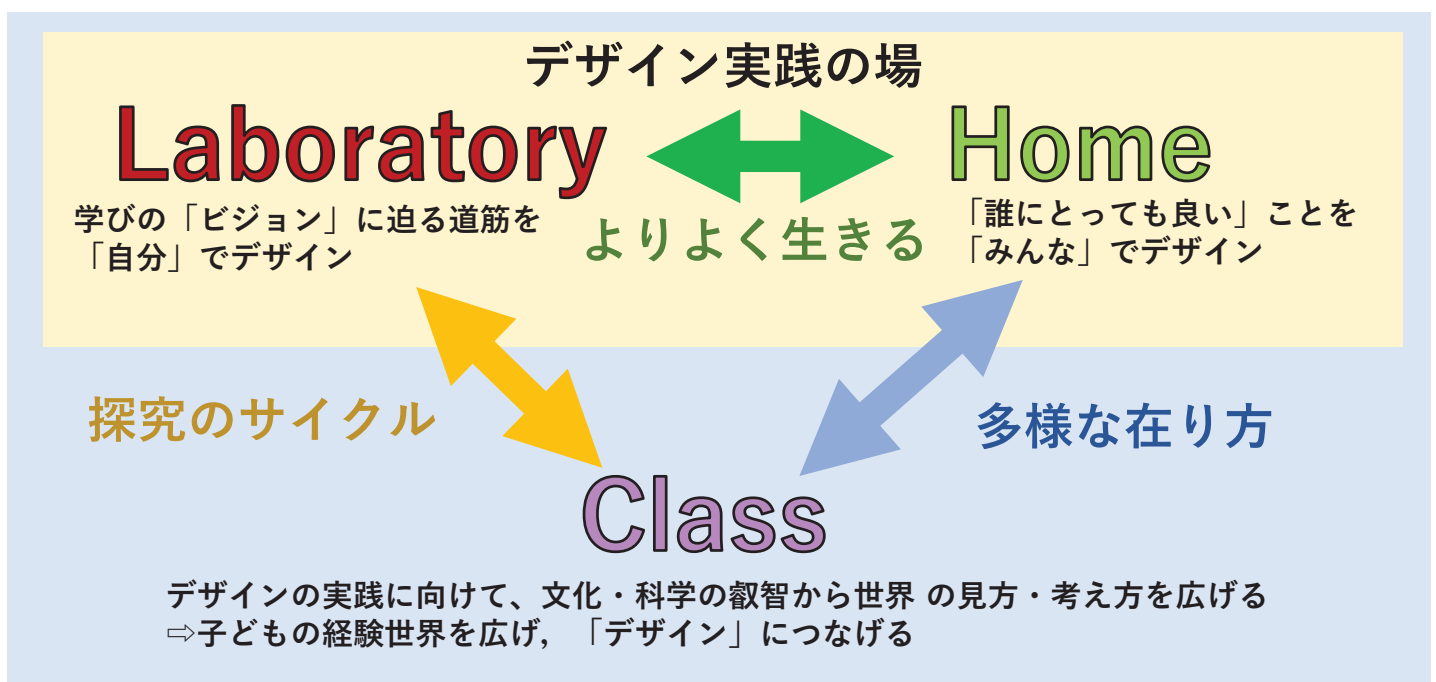 デザイン実践の場
Laboratory
Home
学びの「ビジョン」に迫る道筋を
「自分」でデザイン
よりよく生きる
「誰にとっても良い」ことを
「みんな」でデザイン
探究のサイクル
多様な在り方
Class
デザインの実践に向けて、文化・科学の叡智から世界 の見方・考え方を広げる
⇨子どもの経験世界を広げ，「デザイン」につなげる